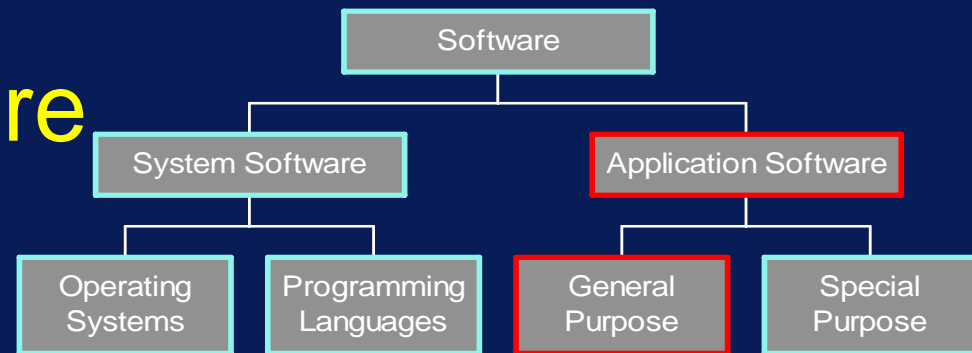 Software
re
System Software
Application Software
Operating
Systems
Programming
Languages
General
Purpose
Special
Purpose